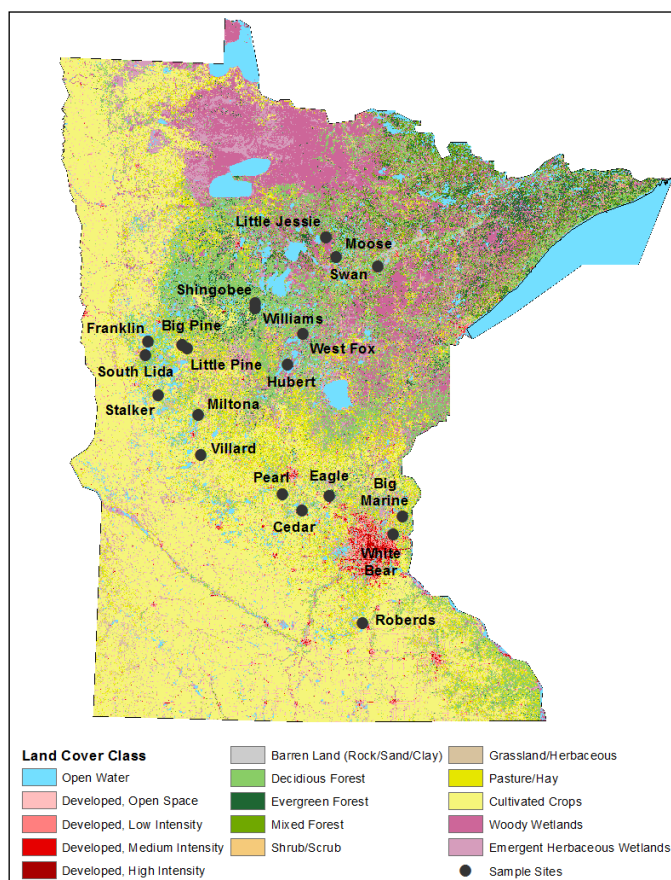 Little Jessie
Moose
Swan
Shingobee
Williams
Franklin
Big Pine
West Fox
South Lida
Little Pine
Hubert
Stalker
Miltona
Villard
Pearl
Eagle
Big
Marine
Cedar
White
Bear
Roberds
Land Cover Class
Open Water
Developed, Open Space
Developed, Low Intensity
Developed, Medium Intensity
Developed, High Intensity
Barren Land (Rock/Sand/Clay)
Decidious Forest
Evergreen Forest
Mixed Forest
Shrub/Scrub
Grassland/Herbaceous
Pasture/Hay
Cultivated Crops
Woody Wetlands
Emergent Herbaceous Wetlands
Sample Sites